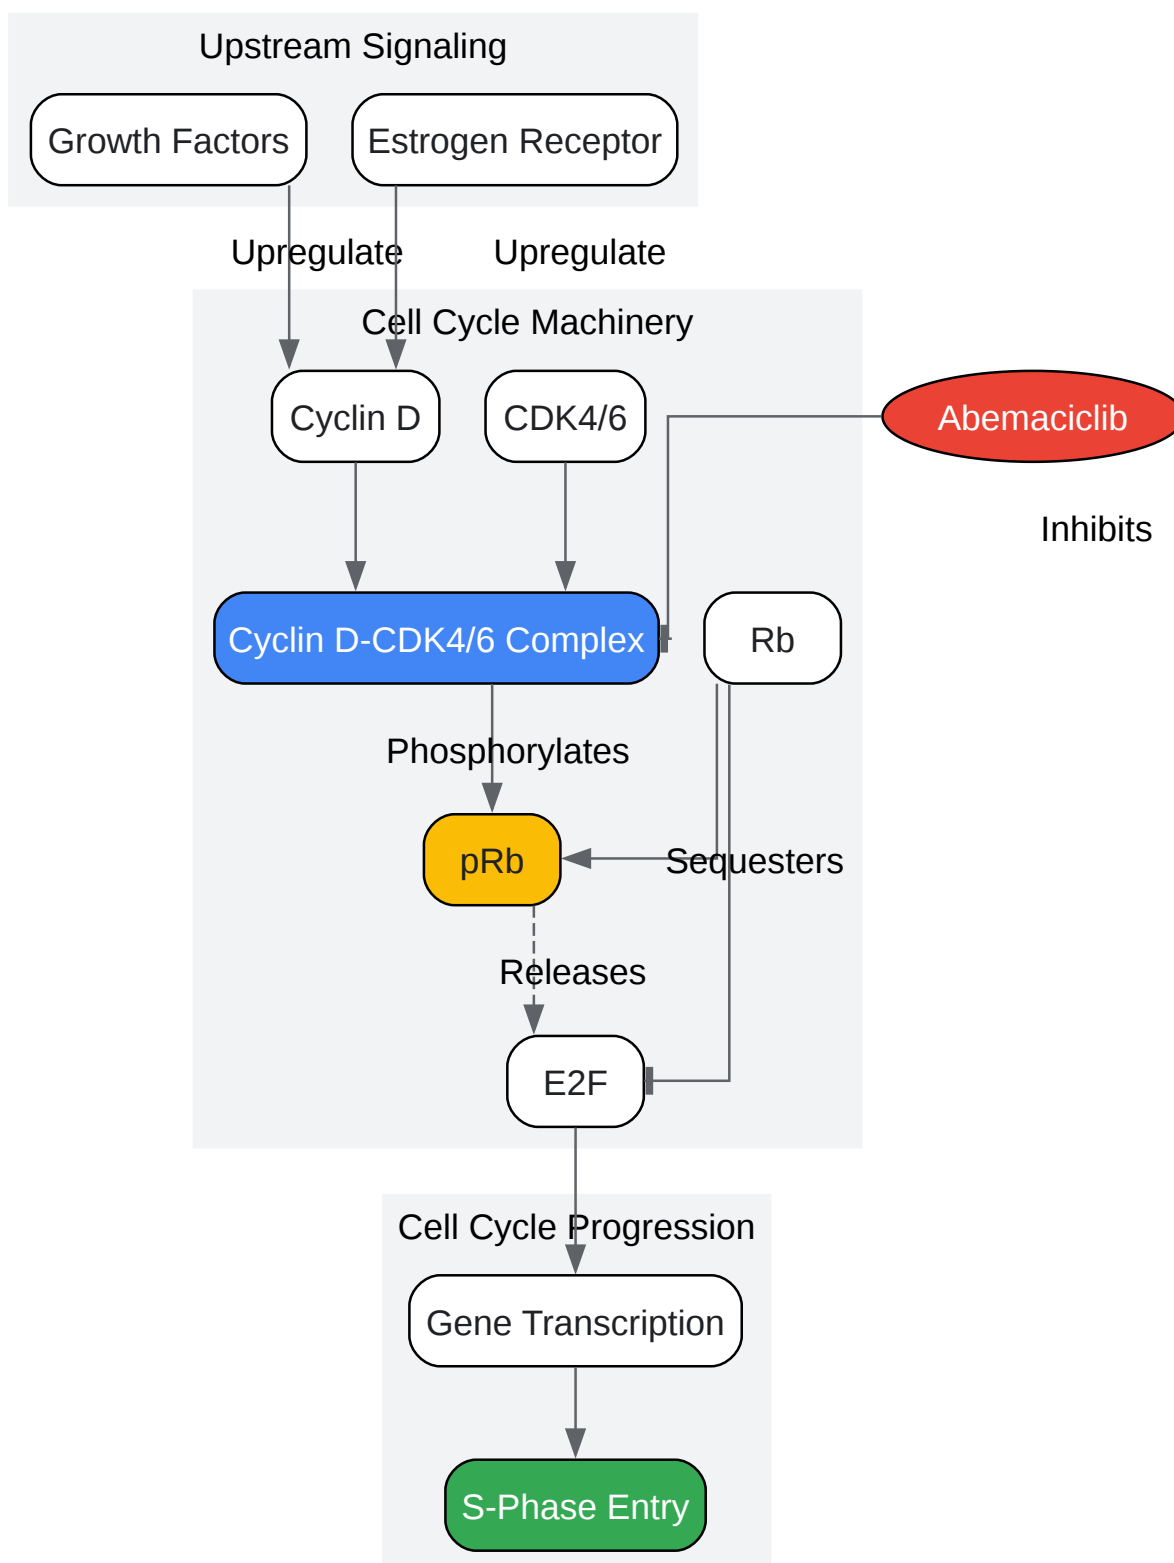 Upstream Signaling
Growth Factors
Estrogen Receptor
Upregulate
Upregulate
Cell Cycle Machinery
Cyclin D
CDK4/6
Abemaciclib
Inhibits
Cyclin D-CDK4/6 Complex
Rb
Phosphorylates
pRb
Sequesters
Releases
E2F
Cell Cycle Progression
Gene Transcription
S-Phase Entry